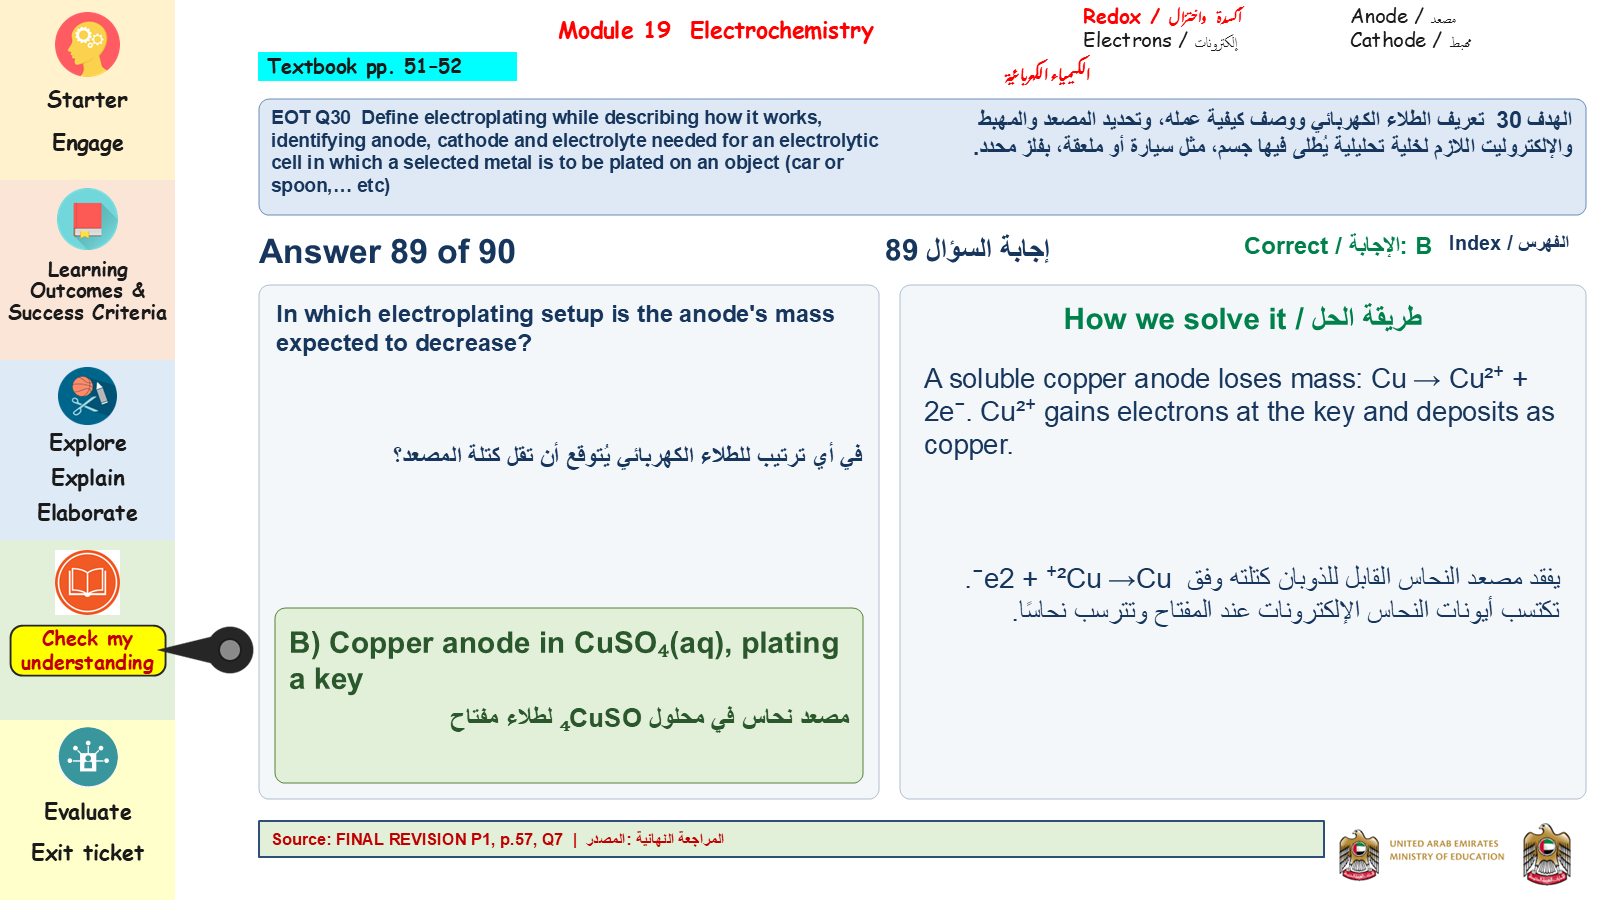 Starter
Engage
Learning
Outcomes &
Success Criteria
Explore
Explain
Elaborate
Check my
understanding
Evaluate
Exit ticket
Module 19 Electrochemistry
Redox / أكسدة واختزال
Electrons / إلكترونات
Anode / مصعد
Cathode / مهبط
الكيمياء الكهربائية
Textbook pp. 51-52
EOT Q30 Define electroplating while describing how it works,
identifying anode, cathode and electrolyte needed for an electrolytic
cell in which a selected metal is to be plated on an object (car or
spoon,... etc)
الهدف 30 تعريف الطلاء الكهربائي ووصف كيفية عمله، وتحديد المصعد والمهبط
والإلكتروليت اللازم لخلية تحليلية يُطلى فيها جسم، مثل سيارة أو ملعقة، بفلز محدد.
Answer 89 of 90
إجابة السؤال 89
Correct / الإجابة: B
Index / الفهرس
In which electroplating setup is the anode's mass
expected to decrease?
في أي ترتيب للطلاء الكهربائي يُتوقع أن تقل كتلة المصعد؟
B) Copper anode in CuSO₄(aq), plating
a key
مصعد نحاس في محلول CuSO₄ لطلاء مفتاح
How we solve it / طريقة الحل
A soluble copper anode loses mass: Cu → Cu²⁺ +
2e⁻. Cu²⁺ gains electrons at the key and deposits as
copper.
يفقد مصعد النحاس القابل للذوبان كتلته وفق Cu→ Cu²⁺ + 2e⁻.
تكتسب أيونات النحاس الإلكترونات عند المفتاح وتترسب نحاسًا.
Source: FINAL REVISION P1, p.57, Q7 | المراجعة النهائية :المصدر
UNITED ARAB EMIRATES
MINISTRY OF EDUCATION